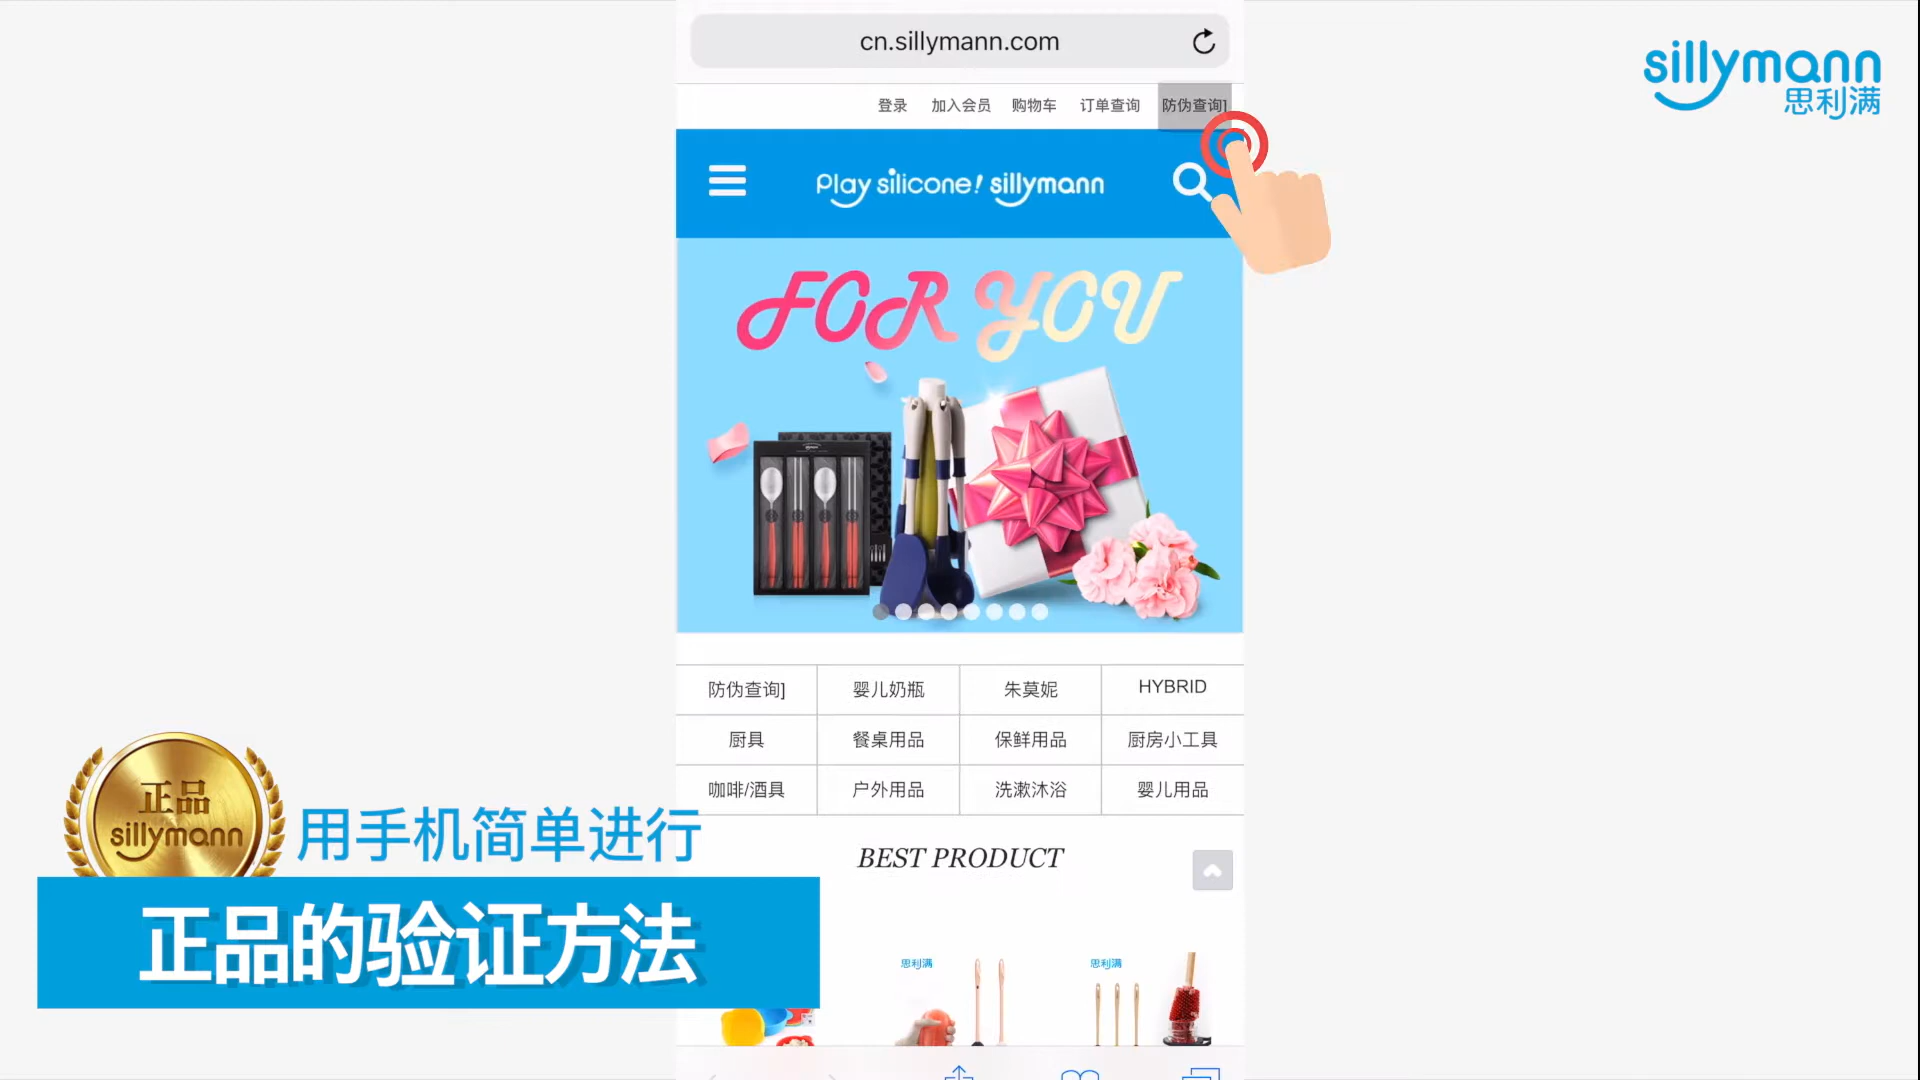 cn.sillymann.com
sillymann
思利满
登录 加入会员 购物车 订单查询 防伪查询]
Play silicone! sillymann
FOR YOU
防伪查询] 婴儿奶瓶 朱莫妮 HYBRID
厨具 餐桌用品 保鲜用品 厨房小工具
咖啡/酒具 户外用品 洗漱沐浴 婴儿用品
正品
sillymann
用手机简单进行
正品的验证方法
BEST PRODUCT
思利满 思利满